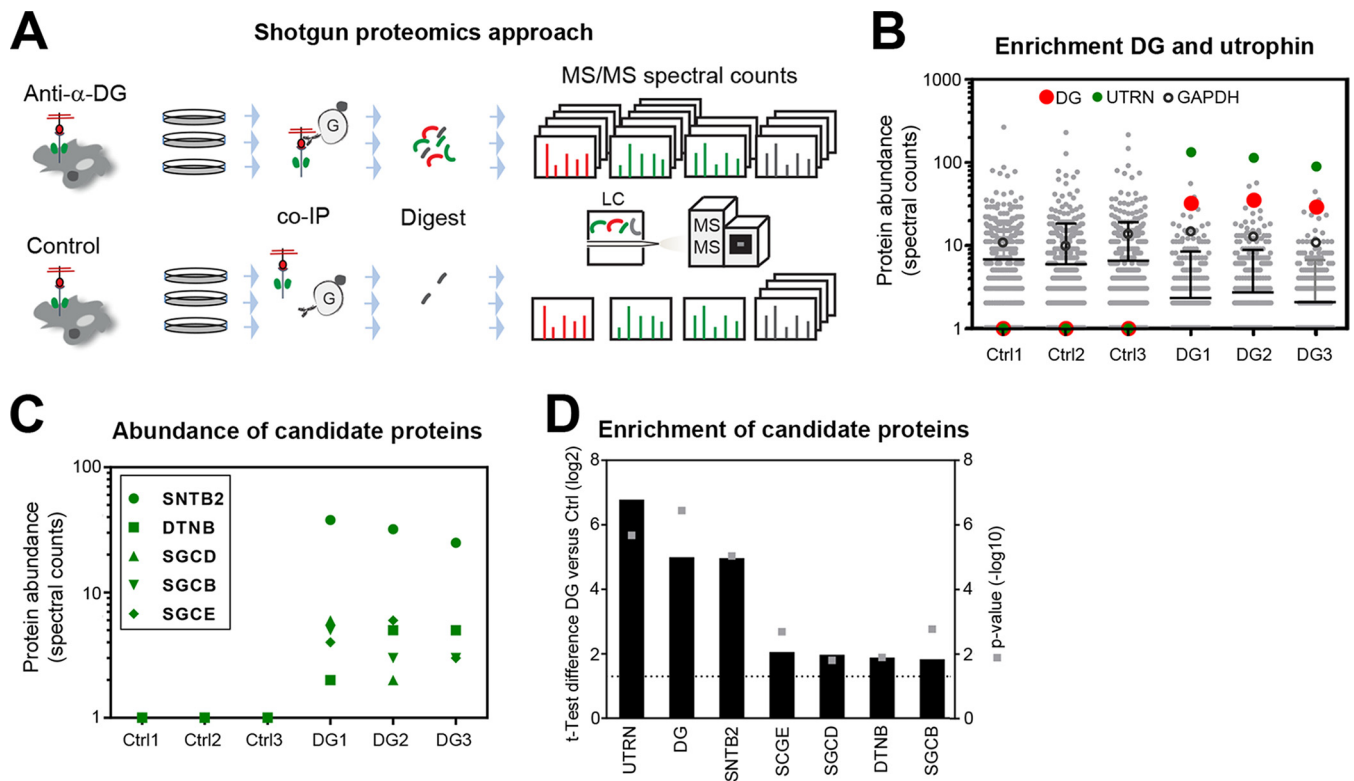 A
Shotgun proteomics approach
Anti-α-DG
MS/MS spectral counts
G
LC
MS
MS
co-IP
Digest
Control
G
B
Enrichment DG and utrophin
Protein abundance
(spectral counts)
1000
100
10
1
DG
UTRN
GAPDH
Ctrl1
Ctrl2
Ctrl3
DG1
DG2
DG3
C
Abundance of candidate proteins
Protein abundance
(spectral counts)
100
10
1
SNTB2
DTNB
SGCD
SGCB
SGCE
Ctrl1
Ctrl2
Ctrl3
DG1
DG2
DG3
D
Enrichment of candidate proteins
t-Test difference DG versus Ctrl (log2)
8
6
4
2
0
8
6
4
2
0
p-value (-log10)
UTRN
DG
SNTB2
SCGE
SGCD
DTNB
SGCB